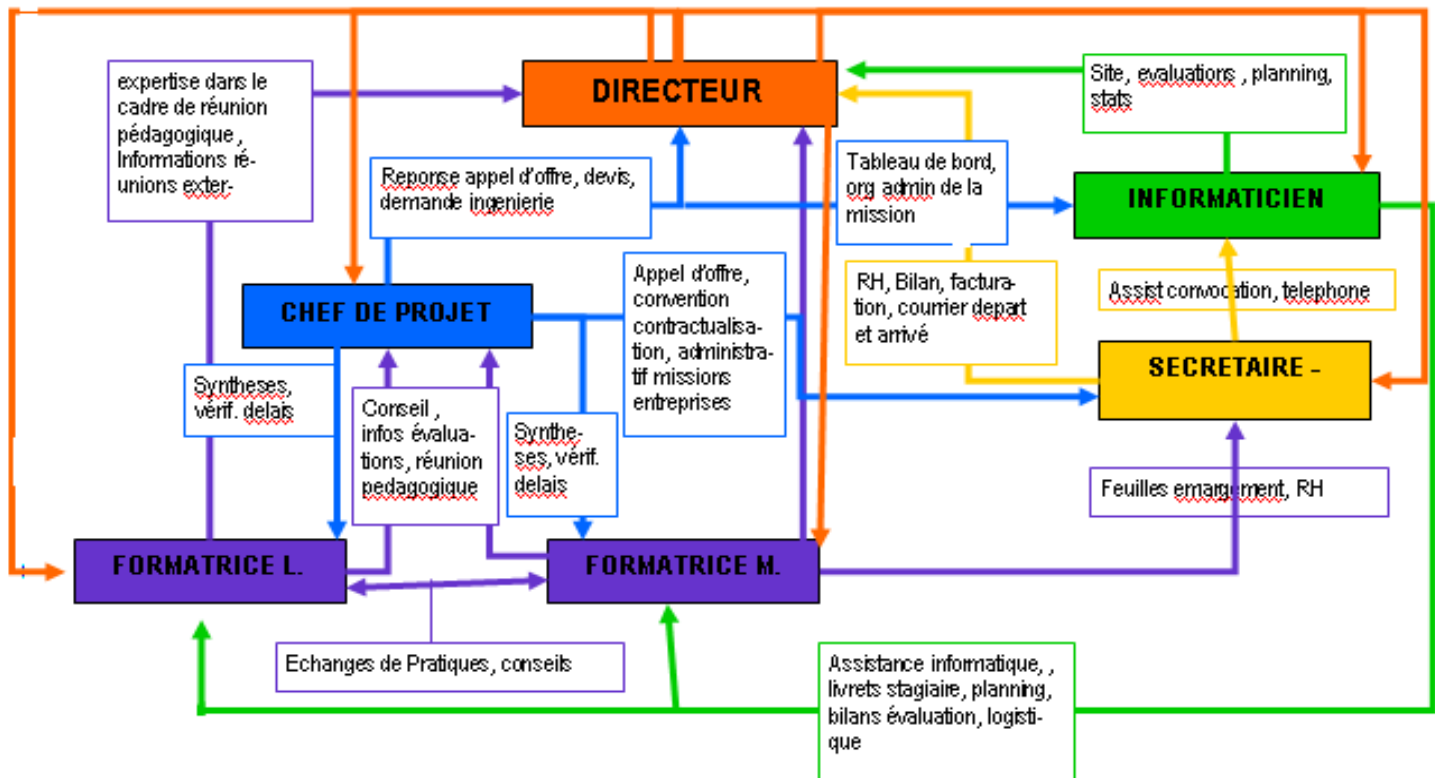 expertise dans le
cadre de réunion
pédagogique ,
Informations ré-
unions exter-
DIRECTEUR
Site, evaluations , planning,
stats
Reponse appel d'offre, devis,
demande ingenierie
Tableau de bord,
org admin de la
mission
INFORMATICIEN
Appel d'offre,
convention
contractualisa-
tion, administra-
tif missions
entreprises
RH, Bilan, factura-
tion, courrier depart
et arrivé
Assist convocation, telephone
CHEF DE PROJET
SECRETAIRE -
Syntheses,
vérif. delais
Conseil ,
infos évalua-
tions, réunion
pedagogique
Synthe-
ses, vérif.
delais
Feuilles emargement, RH
FORMATRICE L.
FORMATRICE M.
Echanges de Pratiques, conseils
Assistance informatique, ,
livrets stagiaire, planning,
bilans évaluation, logisti-
que